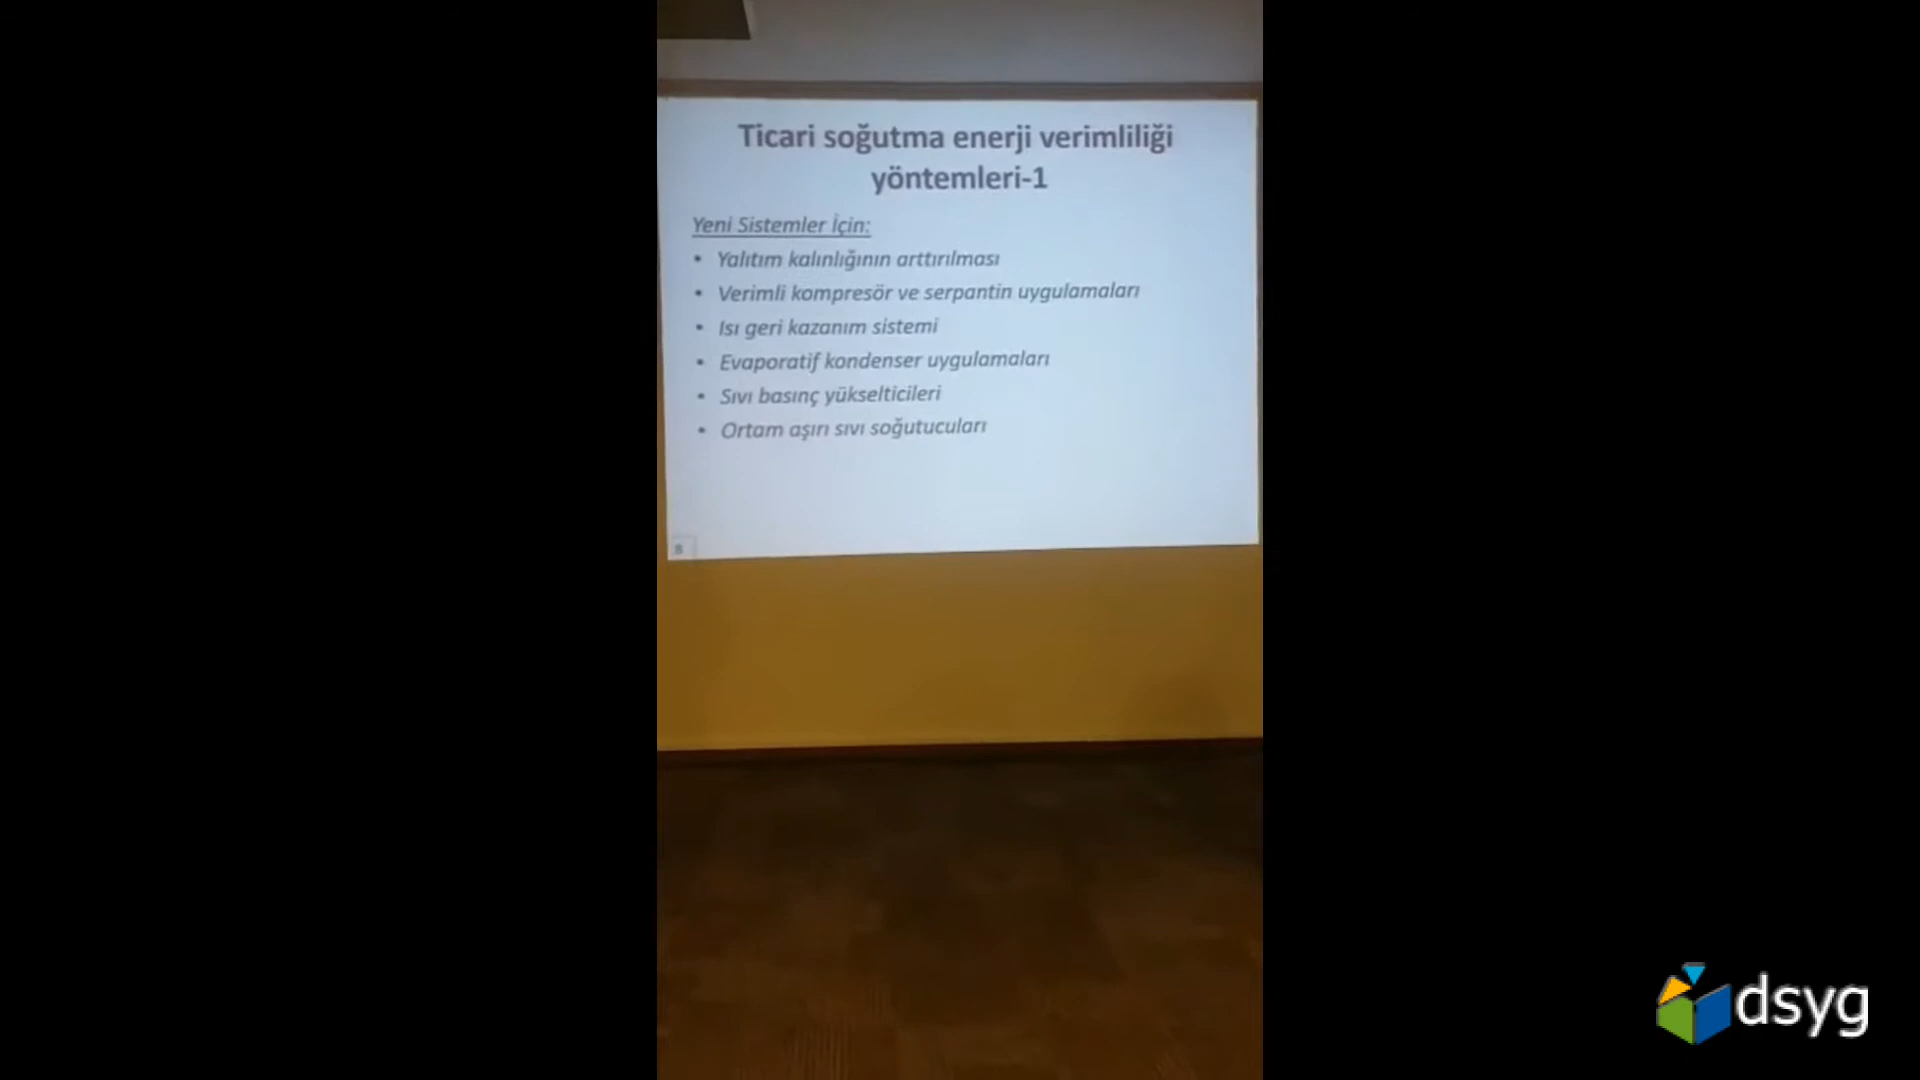 Ticari soğutma enerji verimliliği
yöntemleri-1
Yeni Sistemler İçin:
• Yalıtım kalınlığının arttırılması
• Verimli kompresör ve serpantin uygulamaları
• Isı geri kazanım sistemi
• Evaporatif kondenser uygulamaları
• Sıvı basınç yükselticileri
• Ortam aşırı sıvı soğutucuları
8
dsyg